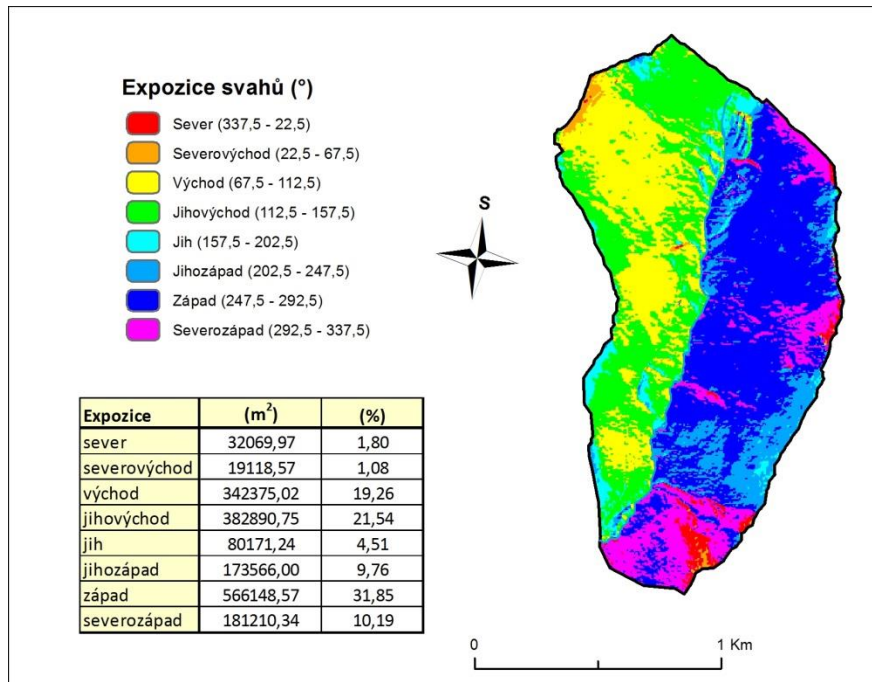 Expozice svahů (°)
Sever (337,5 - 22,5)
Severovýchod (22,5 - 67,5)
Východ (67,5 - 112,5)
Jihovýchod (112,5 - 157,5)
Jih (157,5 - 202,5)
Jihozápad (202,5 - 247,5)
Západ (247,5 - 292,5)
Severozápad (292,5 - 337,5)
S
Expozice (m²) (%)
sever 32069,97 1,80
severovýchod 19118,57 1,08
východ 342375,02 19,26
jihovýchod 382890,75 21,54
jih 80171,24 4,51
jihozápad 173566,00 9,76
západ 566148,57 31,85
severozápad 181210,34 10,19
0 1 Km